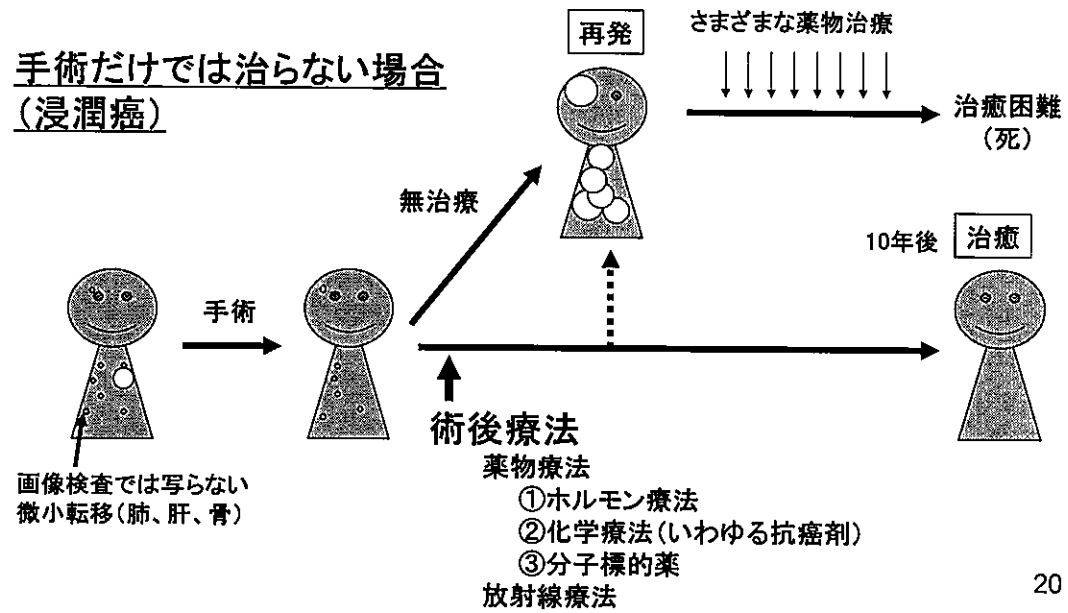 手術だけでは治らない場合
（浸潤癌）
再発
さまざまな薬物治療
治癒困難
（死）
無治療
10年後
治癒
手術
術後療法
薬物療法
①ホルモン療法
②化学療法（いわゆる抗癌剤）
③分子標的薬
放射線療法
画像検査では写らない
微小転移（肺、肝、骨）
20